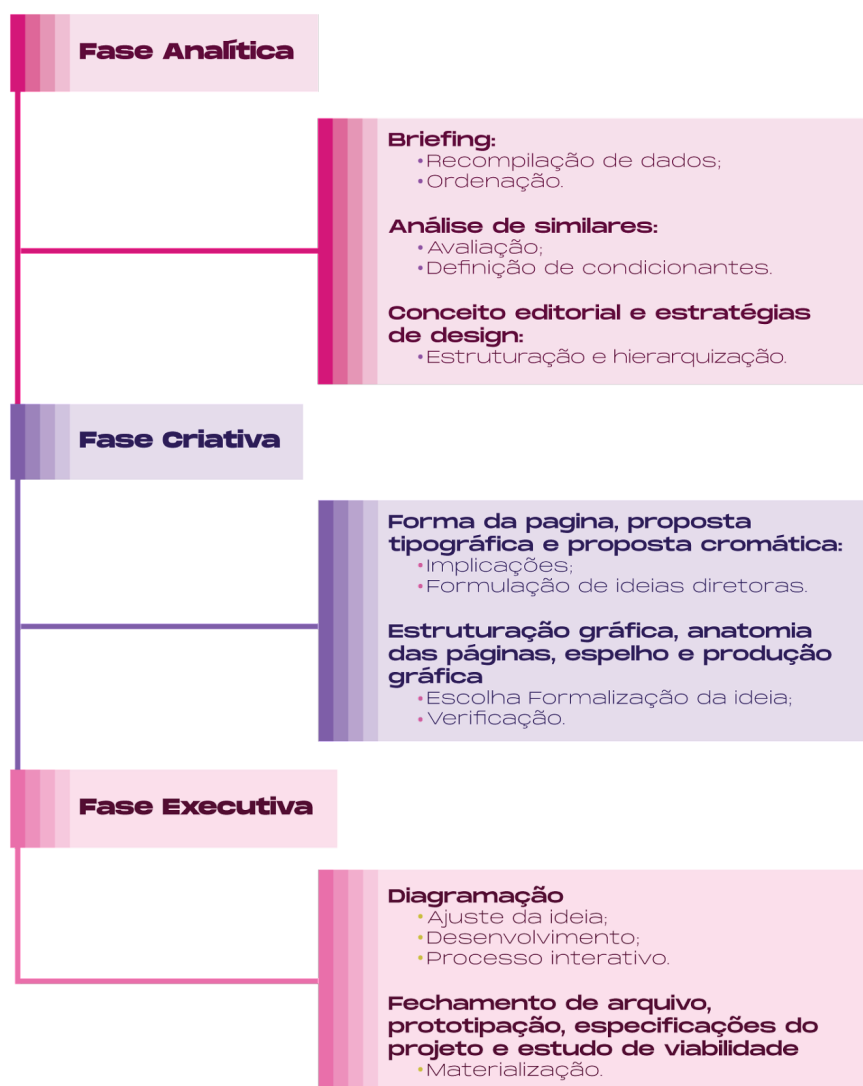 Fase Analítica
Briefing:
•Recompilação de dados;
•Ordenação.
Análise de similares:
•Avaliação;
•Definição de condicionantes.
Conceito editorial e estratégias
de design:
•Estruturação e hierarquização.
Fase Criativa
Forma da pagina, proposta
tipográfica e proposta cromática:
•Implicações;
•Formulação de ideias diretoras.
Estruturação gráfica, anatomia
das páginas, espelho e produção
gráfica
•Escolha Formalização da ideia;
•Verificação.
Fase Executiva
Diagramação
•Ajuste da ideia;
•Desenvolvimento;
•Processo interativo.
Fechamento de arquivo,
prototipação, especificações do
projeto e estudo de viabilidade
•Materialização.